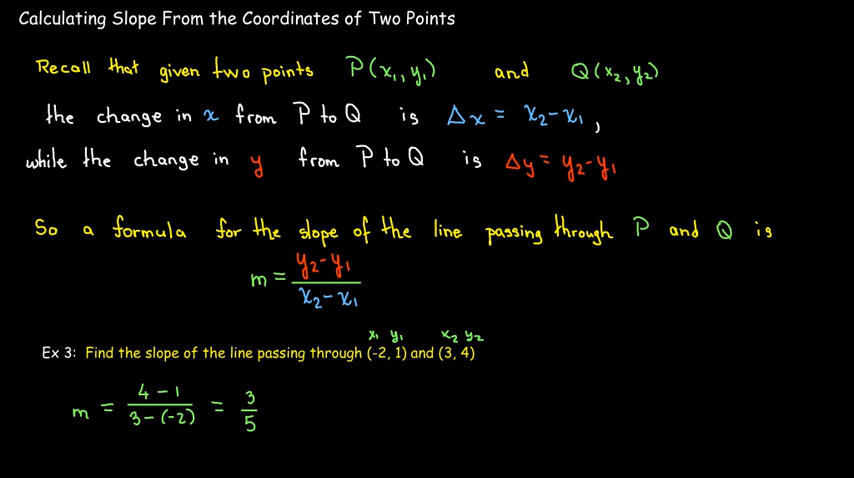 Calculating Slope From the Coordinates of Two Points
Recall that given two points P(x₁, y₁) and Q(x₂, y₂)
the change in x from P to Q is Δx = x₂-x₁,
while the change in y from P to Q is Δy = y₂-y₁
So a formula for the slope of the line passing through P and Q is
m = (y₂-y₁)/(x₂-x₁)
x₁ y₁ x₂ y₂
Ex 3: Find the slope of the line passing through (-2, 1) and (3, 4)
m = (4-1)/(3-(-2)) = 3/5